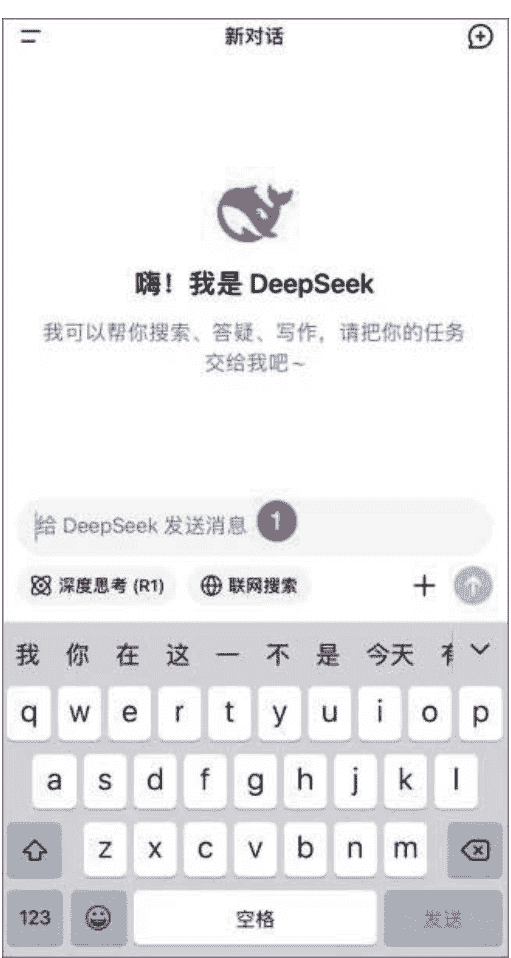 新对话
嗨！我是 DeepSeek
我可以帮你搜索、答疑、写作，请把你的任务
交给我吧～
给 DeepSeek 发送消息 1
深度思考 (R1) 联网搜索
我 你 在 这 一 不 是 今天 有
q w e r t y u i o p
a s d f g h j k l
z x c v b n m
123 空格 发送